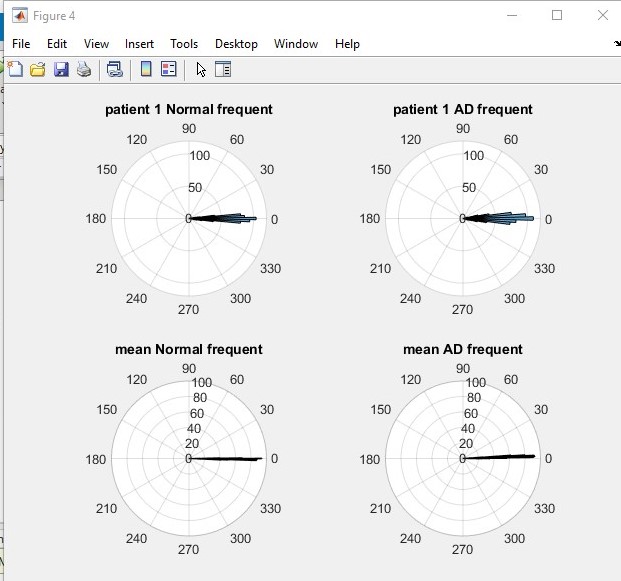 Figure 4
File Edit View Insert Tools Desktop Window Help
patient 1 Normal frequent
90
120 60
100
150 30
50
180 0 0
210 330
240 300
270
patient 1 AD frequent
90
120 60
100
150 30
50
180 0 0
210 330
240 300
270
mean Normal frequent
90
120 100 60
80
150 60 30
40
20
180 0 0
210 330
240 300
270
mean AD frequent
90
120 100 60
80
150 60 30
40
20
180 0 0
210 330
240 300
270